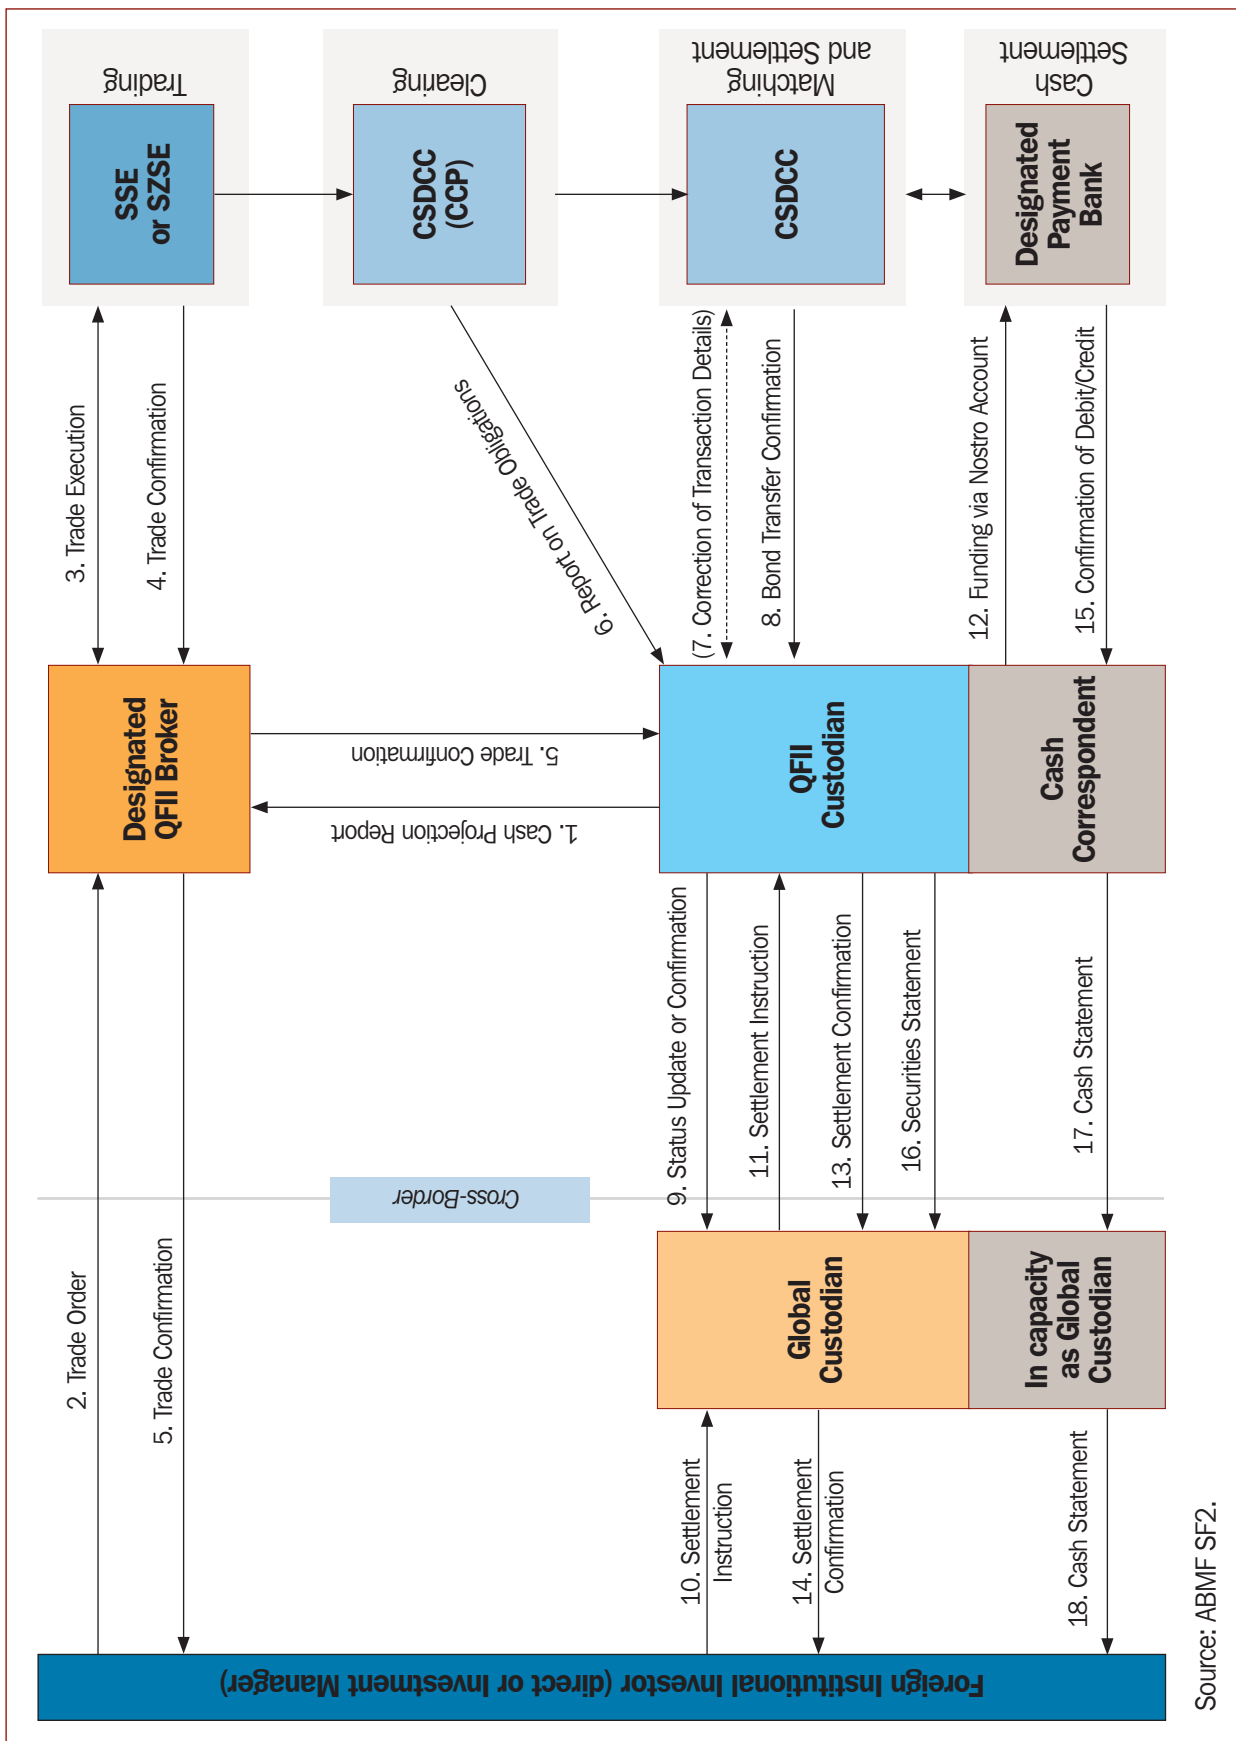 Foreign Institutional Investor (direct or Investment Manager)
2. Trade Order
5. Trade Confirmation
10. Settlement
Instruction
14. Settlement
Confirmation
18. Cash Statement
Global
Custodian
In capacity
as Global
Custodian
Cross-Border
9. Status Update or Confirmation
11. Settlement Instruction
13. Settlement Confirmation
16. Securities Statement
17. Cash Statement
Designated
QFII Broker
1. Cash Projection Report
5. Trade Confirmation
QFII
Custodian
Cash
Correspondent
3. Trade Execution
4. Trade Confirmation
6. Report on Trade Obligations
(7. Correction of Transaction Details)
8. Bond Transfer Confirmation
12. Funding via Nostro Account
15. Confirmation of Debit/Credit
Trading
SSE
or SZSE
Clearing
CSDCC
(CCP)
Matching
and Settlement
CSDCC
Cash
Settlement
Designated
Payment
Bank
Source: ABMF SF2.